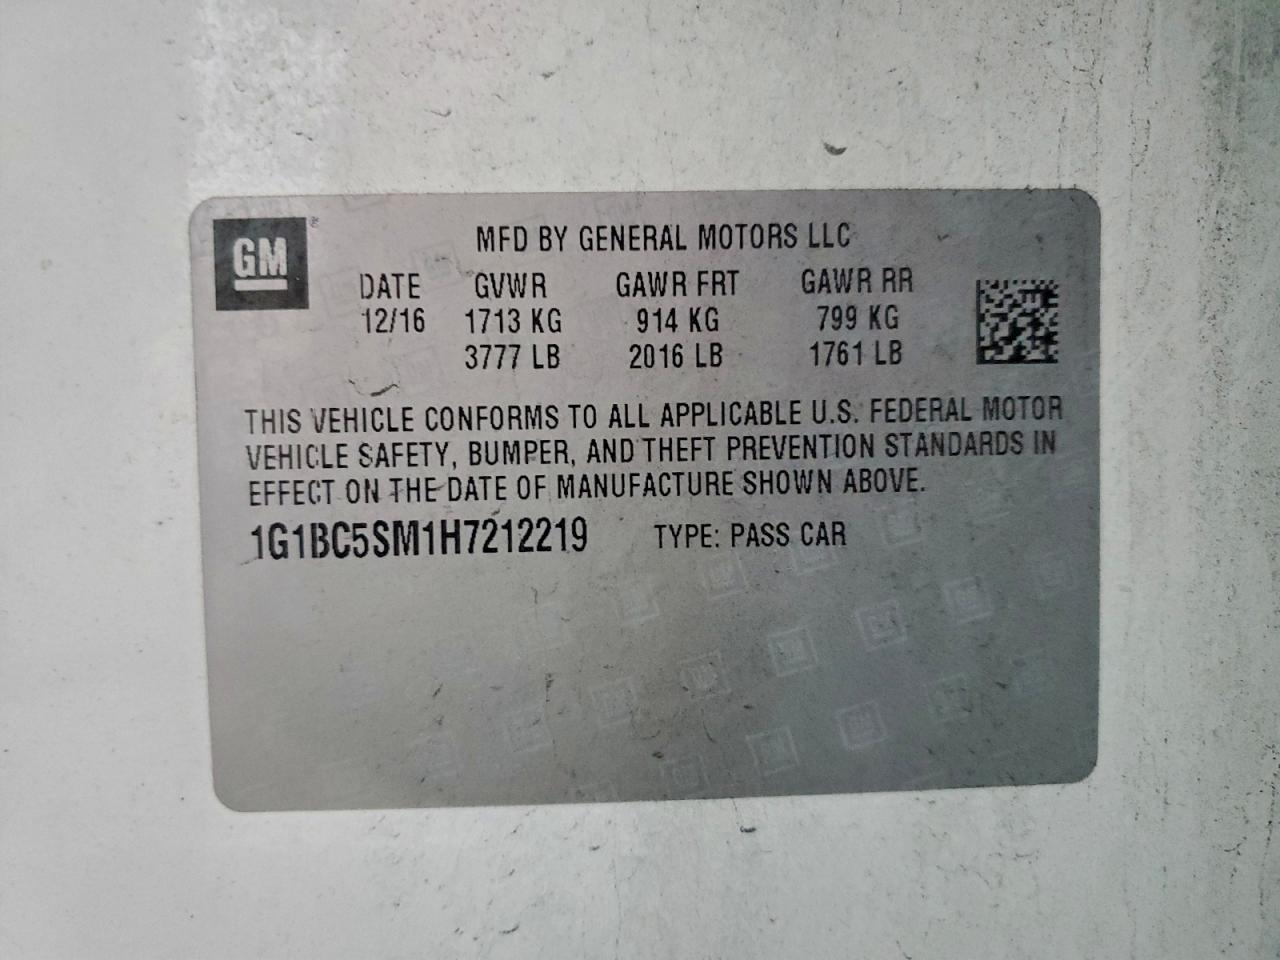 GM ®
MFD BY GENERAL MOTORS LLC
DATE GVWR GAWR FRT GAWR RR
12/16 1713 KG 914 KG 799 KG
3777 LB 2016 LB 1761 LB
THIS VEHICLE CONFORMS TO ALL APPLICABLE U.S. FEDERAL MOTOR
VEHICLE SAFETY, BUMPER, AND THEFT PREVENTION STANDARDS IN
EFFECT ON THE DATE OF MANUFACTURE SHOWN ABOVE.
1G1BC5SM1H7212219 TYPE: PASS CAR